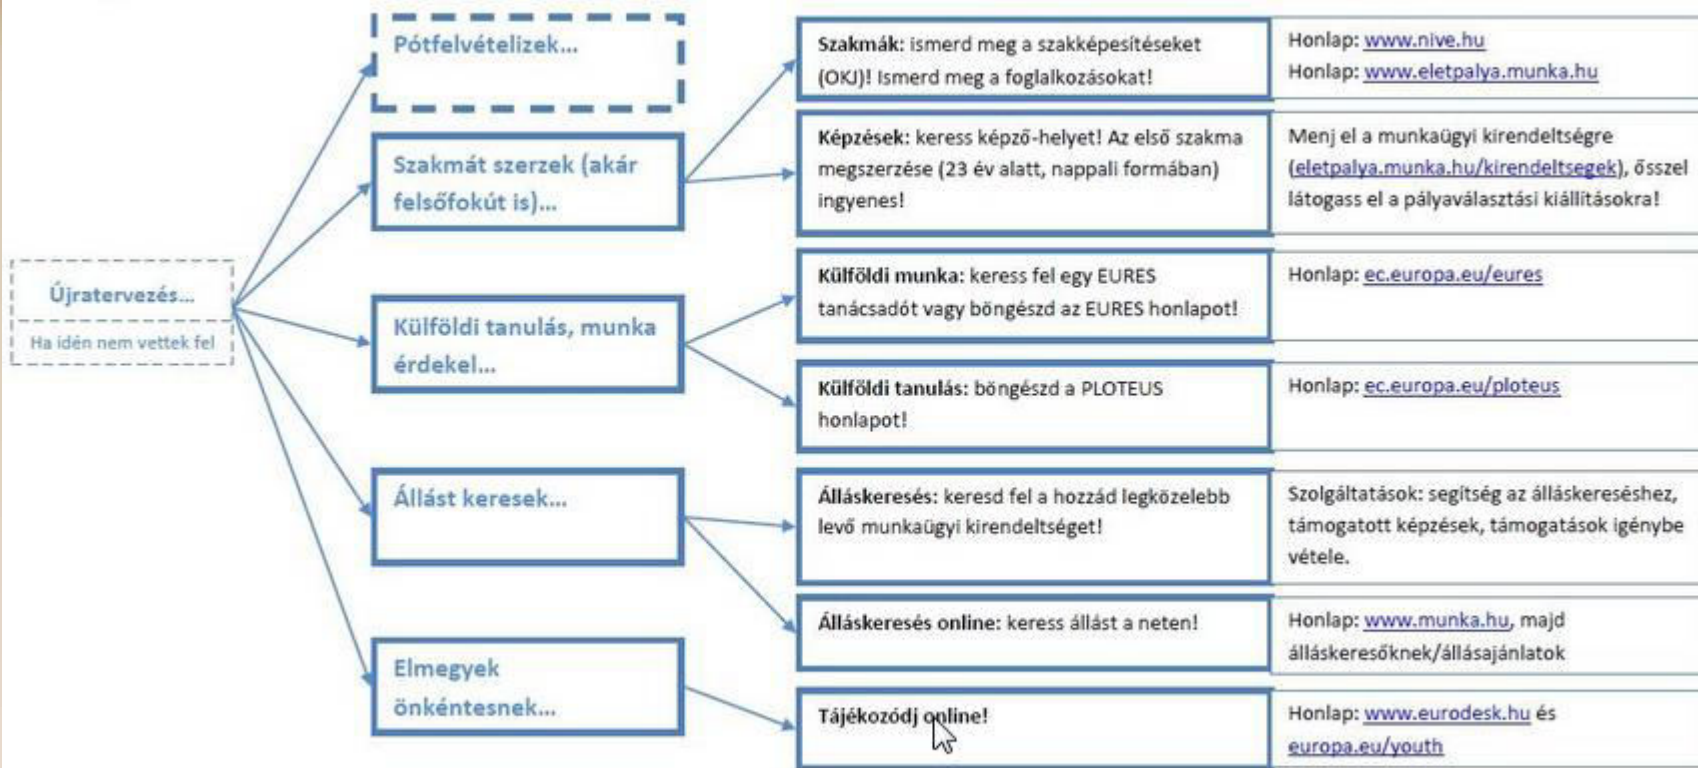 Újratervezés...
Ha idén nem vettek fel
Pótfelvételizek...
Szakmát szerzek (akár
felsőfokút is)...
Szakmák: ismerd meg a szakképesítéseket
(OKJ)! Ismerd meg a foglalkozásokat!
Honlap: www.nive.hu
Honlap: www.eletpalya.munka.hu
Képzések: keress képző-helyet! Az első szakma
megszerzése (23 év alatt, nappali formában)
ingyenes!
Menj el a munkaügyi kirendeltségre
(eletpalya.munka.hu/kirendeltsegek), ősszel
látogass el a pályaválasztási kiállításokra!
Külföldi tanulás, munka
érdekel...
Külföldi munka: keress fel egy EURES
tanácsadót vagy böngészd az EURES honlapot!
Honlap: ec.europa.eu/eures
Külföldi tanulás: böngészd a PLOTEUS
honlapot!
Honlap: ec.europa.eu/ploteus
Állást keresek...
Álláskeresés: keresd fel a hozzád legközelebb
levő munkaügyi kirendeltséget!
Szolgáltatások: segítség az álláskereséshez,
támogatott képzések, támogatások igénybe
vétele.
Álláskeresés online: keress állást a neten!
Honlap: www.munka.hu, majd
álláskeresőknek/állásajánlatok
Elmegyek
önkéntesnek...
Tájékozódj online!
Honlap: www.eurodesk.hu és
europa.eu/youth